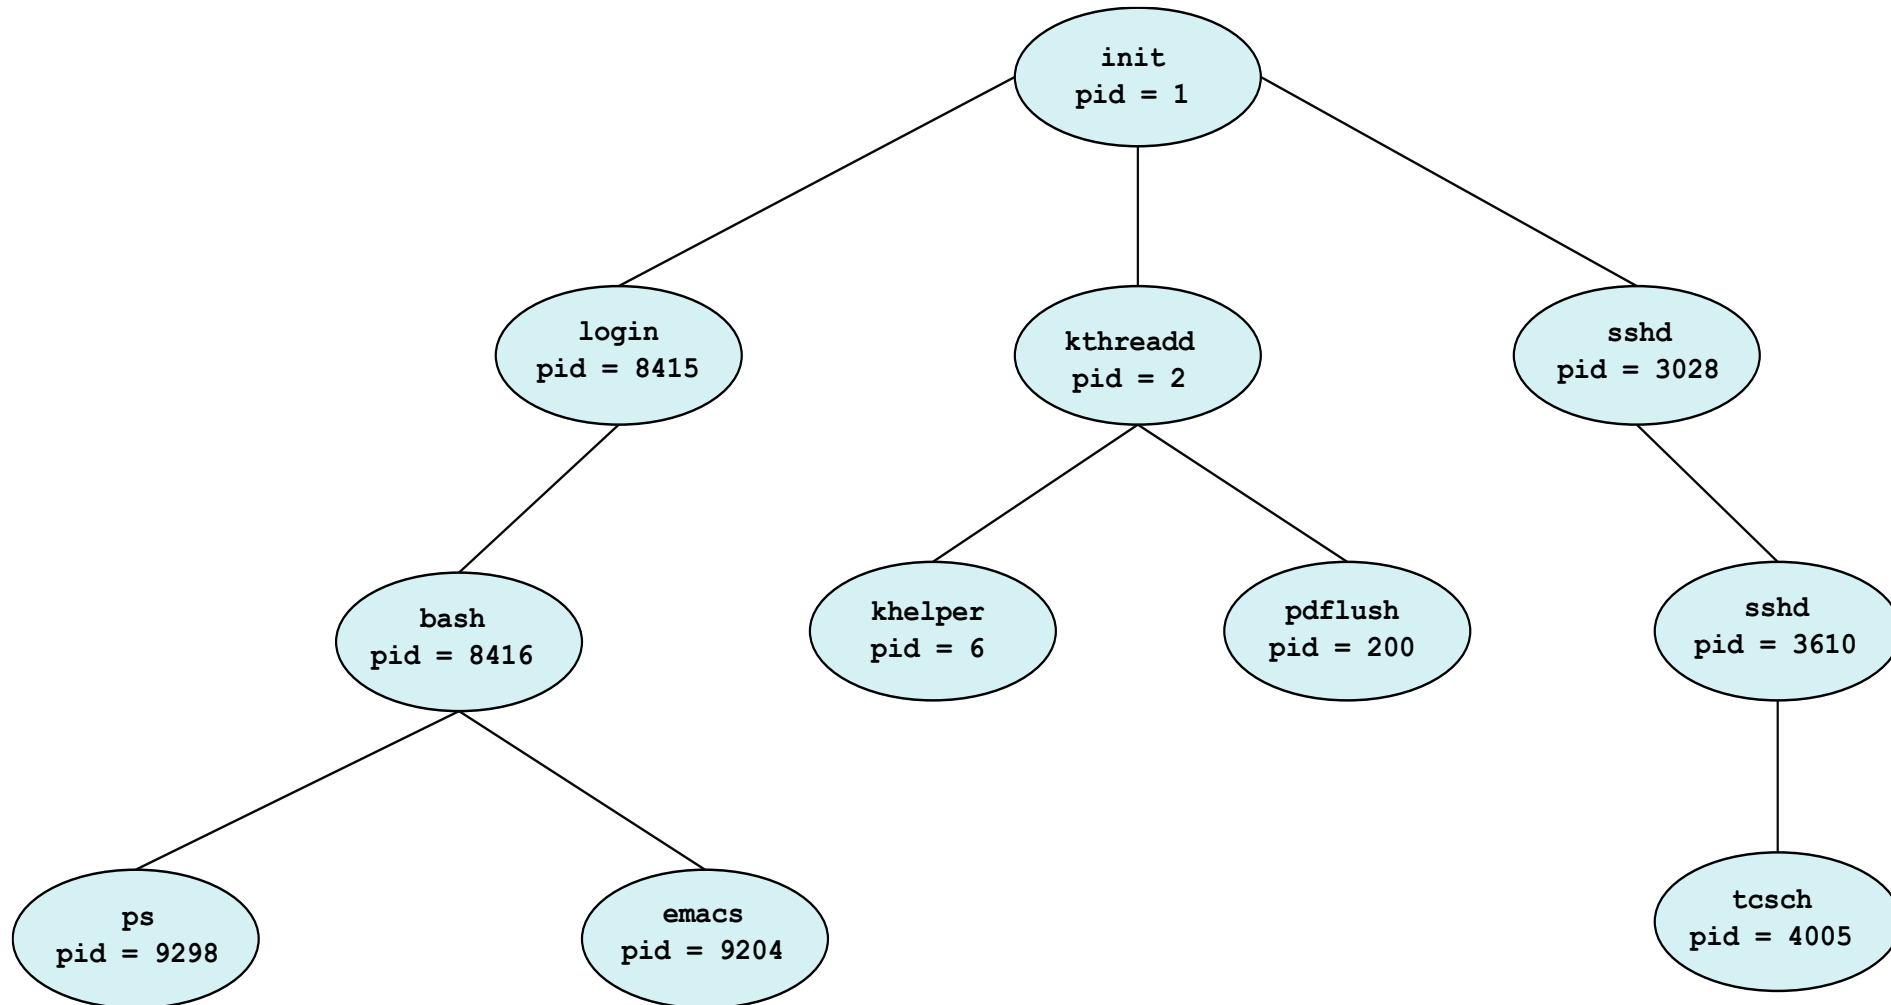 init
pid = 1
login
pid = 8415
kthreadd
pid = 2
sshd
pid = 3028
bash
pid = 8416
khelper
pid = 6
pdflush
pid = 200
sshd
pid = 3610
ps
pid = 9298
emacs
pid = 9204
tcsch
pid = 4005